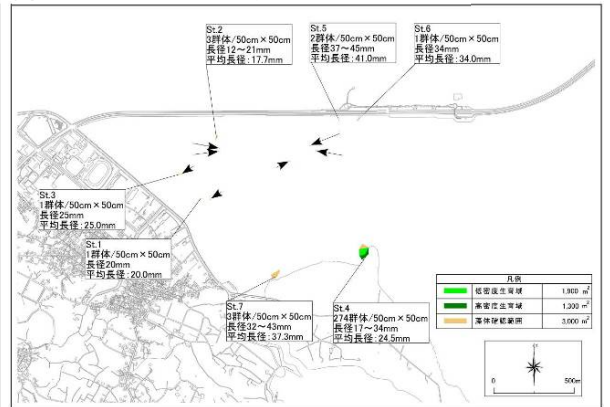 St.2
3群体/50cm×50cm
長径12～21mm
平均長径:17.7mm
St.5
2群体/50cm×50cm
長径37～45mm
平均長径:41.0mm
St.6
1群体/50cm×50cm
長径34mm
平均長径:34.0mm
St.3
1群体/50cm×50cm
長径25mm
平均長径:25.0mm
St.1
1群体/50cm×50cm
長径20mm
平均長径:20.0mm
St.7
3群体/50cm×50cm
長径32～43mm
平均長径:37.3mm
St.4
274群体/50cm×50cm
長径17～34mm
平均長径:24.5mm
凡例
低密度生育域 1,900 m²
高密度生育域 1,300 m²
藻体確認範囲 3,000 m²
0 500m